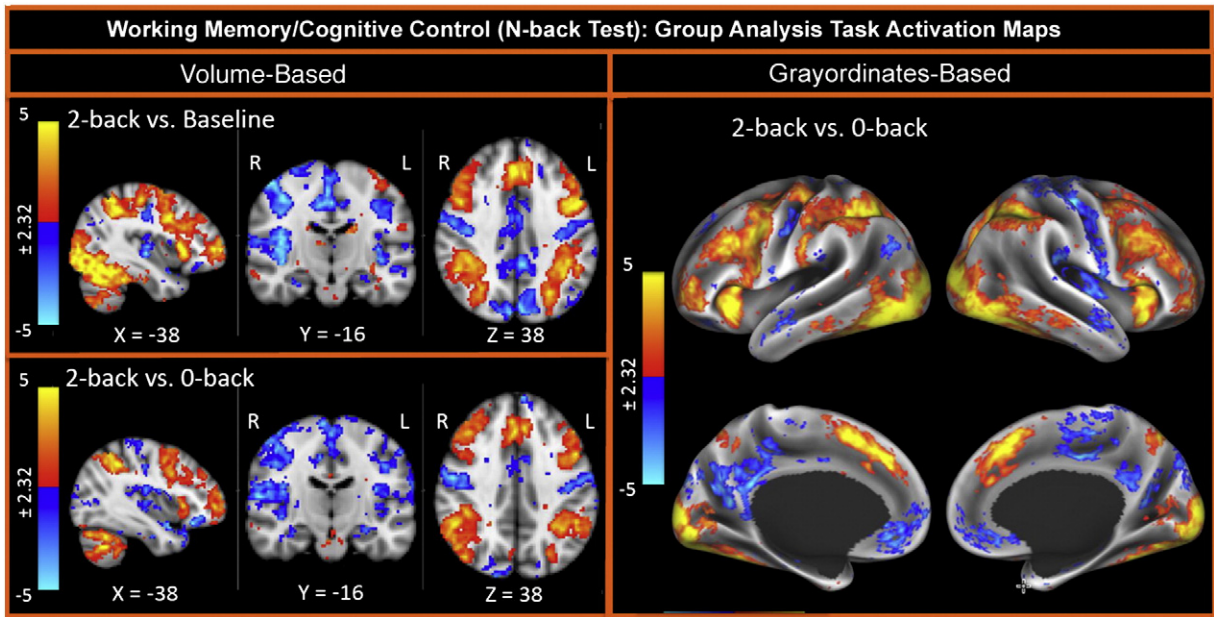 Working Memory/Cognitive Control (N-back Test): Group Analysis Task Activation Maps
Volume-Based
Grayordinates-Based
5
2-back vs. Baseline
R
L
R
± 2.32
-5
X = -38
Y = -16
Z = 38
5
2-back vs. 0-back
R
L
R
± 2.32
-5
X = -38
Y = -16
Z = 38
2-back vs. 0-back
5
± 2.32
-5